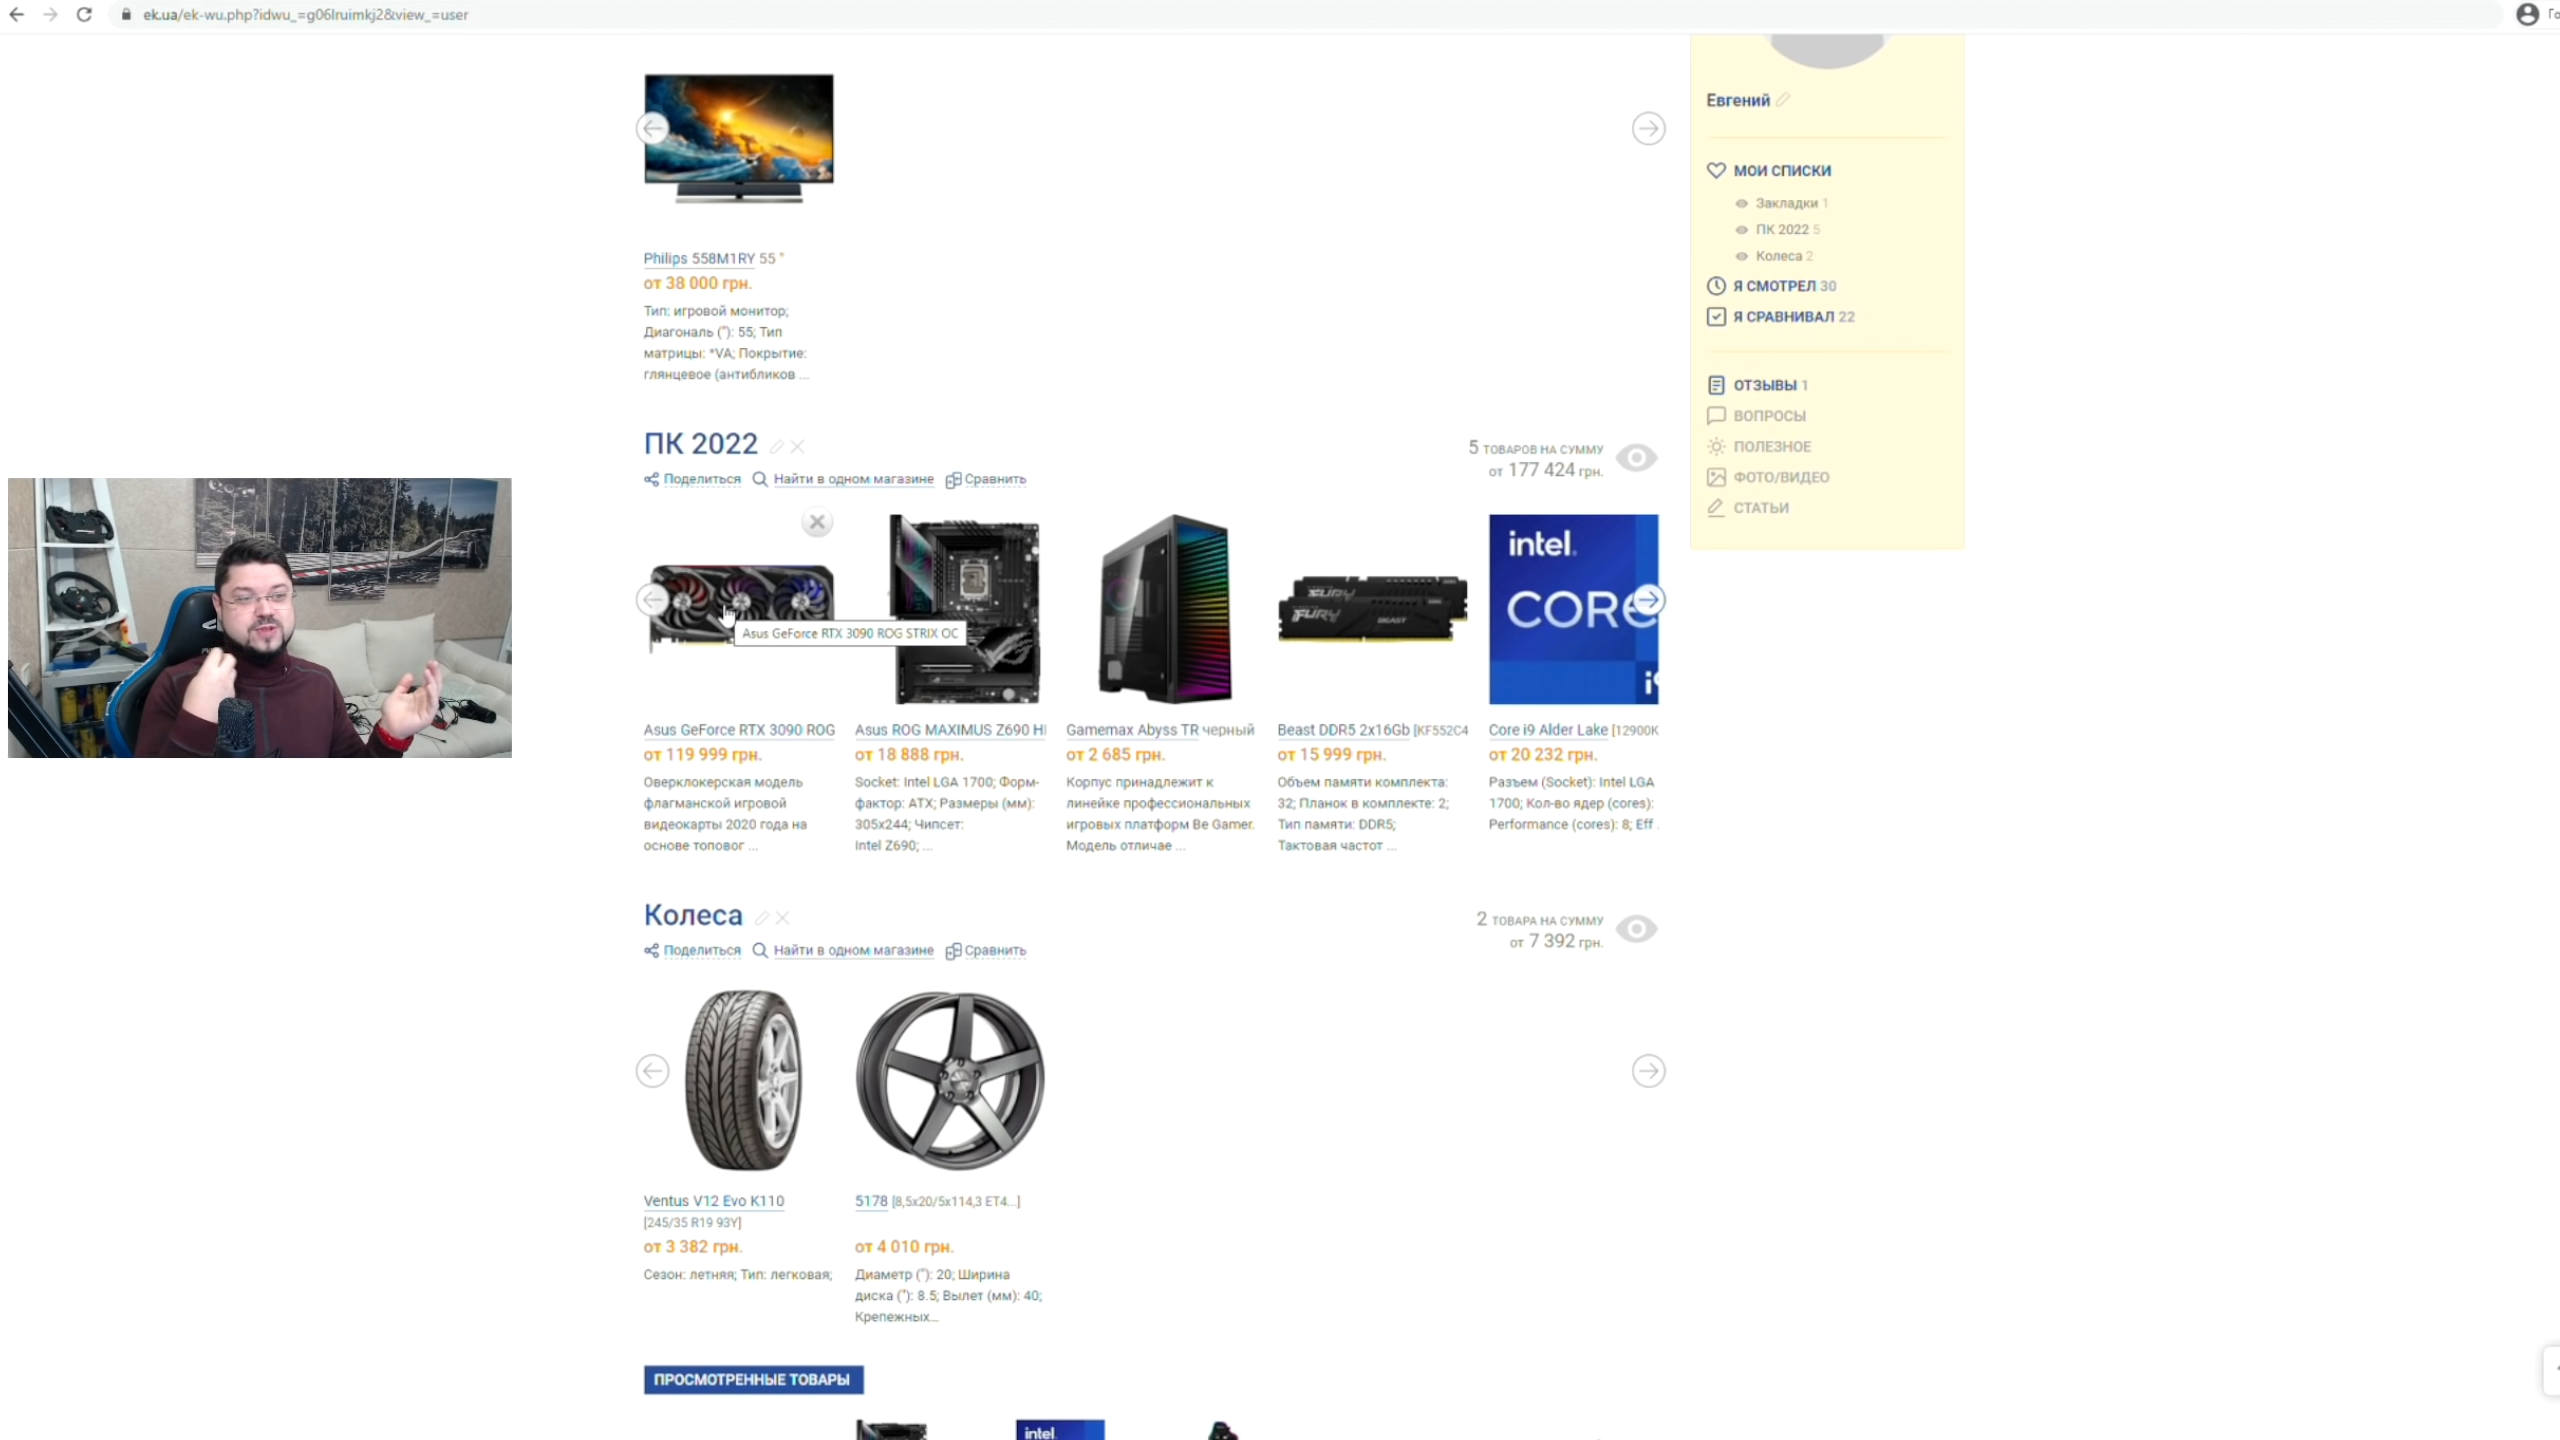 ek.ua/ek-wu.php?idwu_=g06lruimkj2&view_=user
Philips 558M1RY 55 "
от 38 000 грн.
Тип: игровой монитор;
Диагональ ("): 55; Тип
матрицы: *VA; Покрытие:
глянцевое (антибликов ...
Евгений
МОИ СПИСКИ
Закладки 1
ПК 2022 5
Колеса 2
Я СМОТРЕЛ 30
Я СРАВНИВАЛ 22
ОТЗЫВЫ 1
ВОПРОСЫ
ПОЛЕЗНОЕ
ФОТО/ВИДЕО
СТАТЬИ
ПК 2022
5 ТОВАРОВ НА СУММУ
от 177 424 грн.
Поделиться Найти в одном магазине Сравнить
Asus GeForce RTX 3090 ROG STRIX OC
FURY
FURY BEAST
intel.
CORE
Asus GeForce RTX 3090 ROG
от 119 999 грн.
Оверклокерская модель
флагманской игровой
видеокарты 2020 года на
основе топовог ...
Asus ROG MAXIMUS Z690 HI
от 18 888 грн.
Socket: Intel LGA 1700; Форм-
фактор: ATX; Размеры (мм):
305x244; Чипсет:
Intel Z690; ...
Gamemax Abyss TR черный
от 2 685 грн.
Корпус принадлежит к
линейке профессиональных
игровых платформ Be Gamer.
Модель отличае ...
Beast DDR5 2x16Gb [KF552C4
от 15 999 грн.
Объем памяти комплекта:
32; Планок в комплекте: 2;
Тип памяти: DDR5;
Тактовая частот ...
Core i9 Alder Lake [12900K
от 20 232 грн.
Разъем (Socket): Intel LGA
1700; Кол-во ядер (cores):
Performance (cores): 8; Eff .
Колеса
2 ТОВАРА НА СУММУ
от 7 392 грн.
Поделиться Найти в одном магазине Сравнить
Ventus V12 Evo K110
[245/35 R19 93Y]
от 3 382 грн.
Сезон: летняя; Тип: легковая;
5178 [8,5x20/5x114,3 ET4...]
от 4 010 грн.
Диаметр ("): 20; Ширина
диска ("): 8.5; Вылет (мм): 40;
Крепежных...
ПРОСМОТРЕННЫЕ ТОВАРЫ
intel.